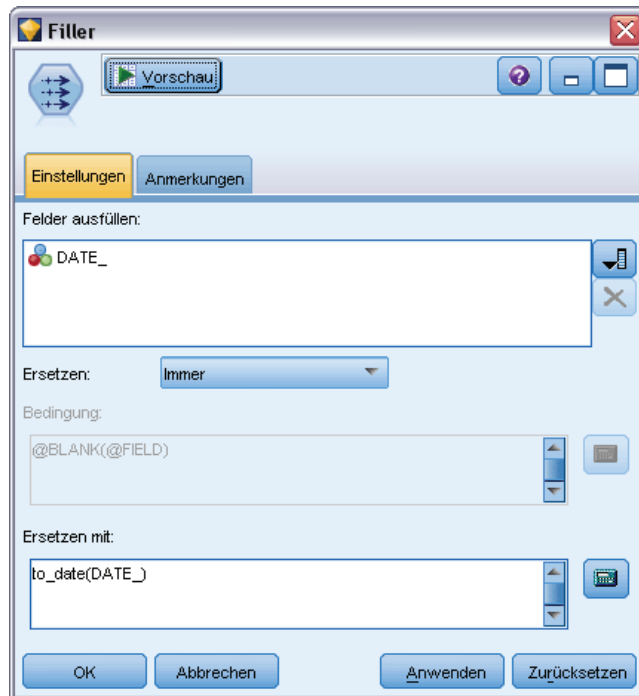 Filler
Vorschau
Einstellungen Anmerkungen
Felder ausfüllen:
DATE_
Ersetzen: Immer
Bedingung:
@BLANK(@FIELD)
Ersetzen mit:
to_date(DATE_)
OK Abbrechen Anwenden Zurücksetzen